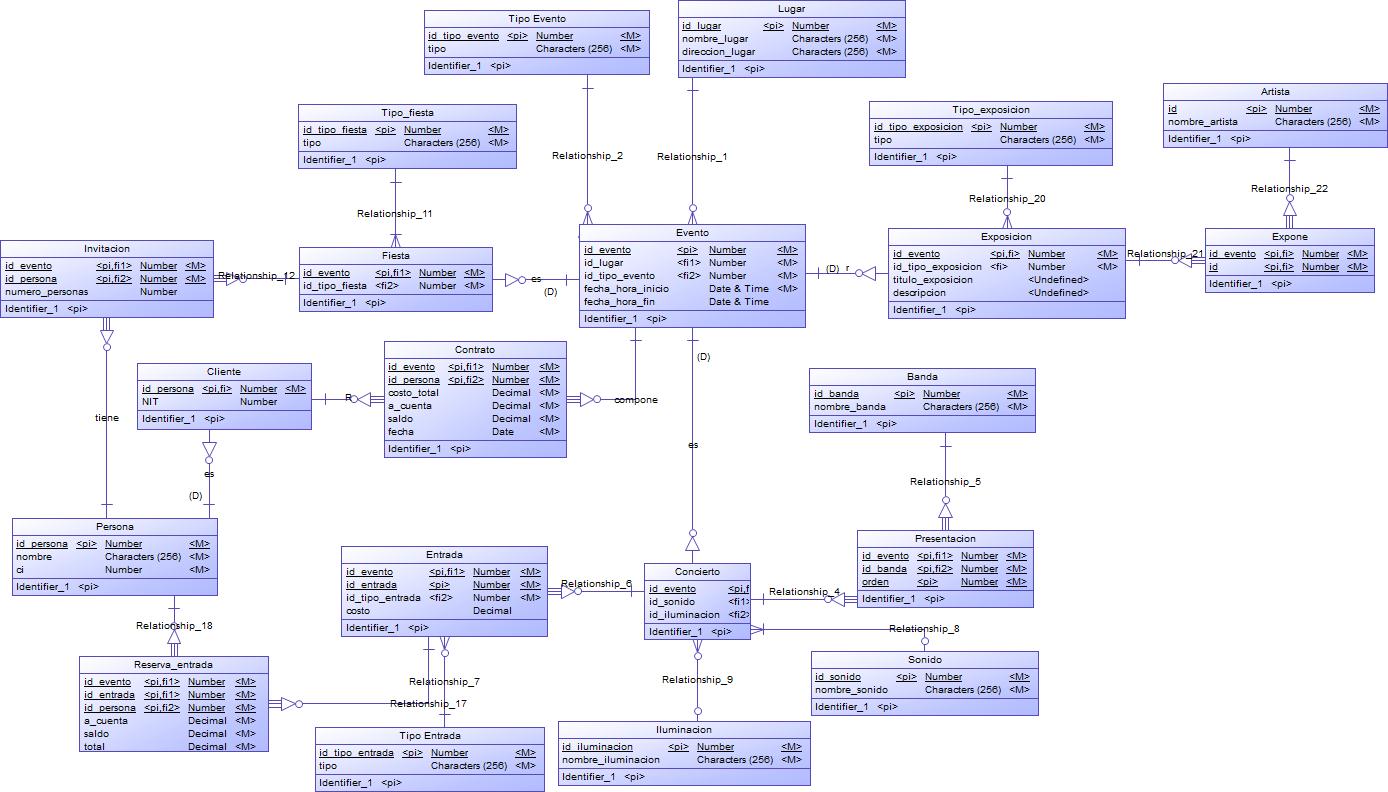 Tipo Evento
id_tipo_evento <pi> Number <M>
tipo Characters (256) <M>
Identifier_1 <pi>
Lugar
id_lugar <pi> Number <M>
nombre_lugar Characters (256) <M>
direccion_lugar Characters (256) <M>
Identifier_1 <pi>
Tipo_fiesta
id_tipo_fiesta <pi> Number <M>
tipo Characters (256) <M>
Identifier_1 <pi>
Tipo_exposicion
id_tipo_exposicion <pi> Number <M>
tipo Characters (256) <M>
Identifier_1 <pi>
Artista
id <pi> Number <M>
nombre_artista Characters (256) <M>
Identifier_1 <pi>
Relationship_2
Relationship_1
Relationship_11
Relationship_20
Relationship_22
Invitacion
id_evento <pi,fi1> Number <M>
id_persona <pi,fi2> Number <M>
numero_personas Number
Identifier_1 <pi>
Relationship_12
Fiesta
id_evento <pi,fi1> Number <M>
id_tipo_fiesta <fi2> Number <M>
Identifier_1 <pi>
es
(D)
Evento
id_evento <pi> Number <M>
id_lugar <fi1> Number <M>
id_tipo_evento <fi2> Number <M>
fecha_hora_inicio Date & Time <M>
fecha_hora_fin Date & Time
Identifier_1 <pi>
(D) r
Exposicion
id_evento <pi,fi> Number <M>
id_tipo_exposicion <fi> Number <M>
titulo_exposicion <Undefined>
descripcion <Undefined>
Identifier_1 <pi>
Relationship_21
Expone
id_evento <pi,fi> Number <M>
id <pi,fi> Number <M>
Identifier_1 <pi>
Cliente
id_persona <pi,fi> Number <M>
NIT Number
Identifier_1 <pi>
R
Contrato
id_evento <pi,fi1> Number <M>
id_persona <pi,fi2> Number <M>
costo_total Decimal <M>
a_cuenta Decimal <M>
saldo Decimal <M>
fecha Date <M>
Identifier_1 <pi>
compone
(D)
es
Banda
id_banda <pi> Number <M>
nombre_banda Characters (256) <M>
Identifier_1 <pi>
tiene
es
(D)
Relationship_5
Persona
id_persona <pi> Number <M>
nombre Characters (256) <M>
ci Number <M>
Identifier_1 <pi>
Entrada
id_evento <pi,fi1> Number <M>
id_entrada <pi> Number <M>
id_tipo_entrada <fi2> Number <M>
costo Decimal
Identifier_1 <pi>
Relationship_6
Concierto
id_evento <pi,f
id_sonido <fi1>
id_iluminacion <fi2>
Identifier_1 <pi>
Relationship_4
Presentacion
id_evento <pi,fi1> Number <M>
id_banda <pi,fi2> Number <M>
orden <pi> Number <M>
Identifier_1 <pi>
Relationship_18
Relationship_8
Reserva_entrada
id_evento <pi,fi1> Number <M>
id_entrada <pi,fi1> Number <M>
id_persona <pi,fi2> Number <M>
a_cuenta Decimal <M>
saldo Decimal <M>
total Decimal <M>
Relationship_7
Relationship_17
Relationship_9
Sonido
id_sonido <pi> Number <M>
nombre_sonido Characters (256) <M>
Identifier_1 <pi>
Tipo Entrada
id_tipo_entrada <pi> Number <M>
tipo Characters (256) <M>
Identifier_1 <pi>
Iluminacion
id_iluminacion <pi> Number <M>
nombre_iluminacion Characters (256) <M>
Identifier_1 <pi>